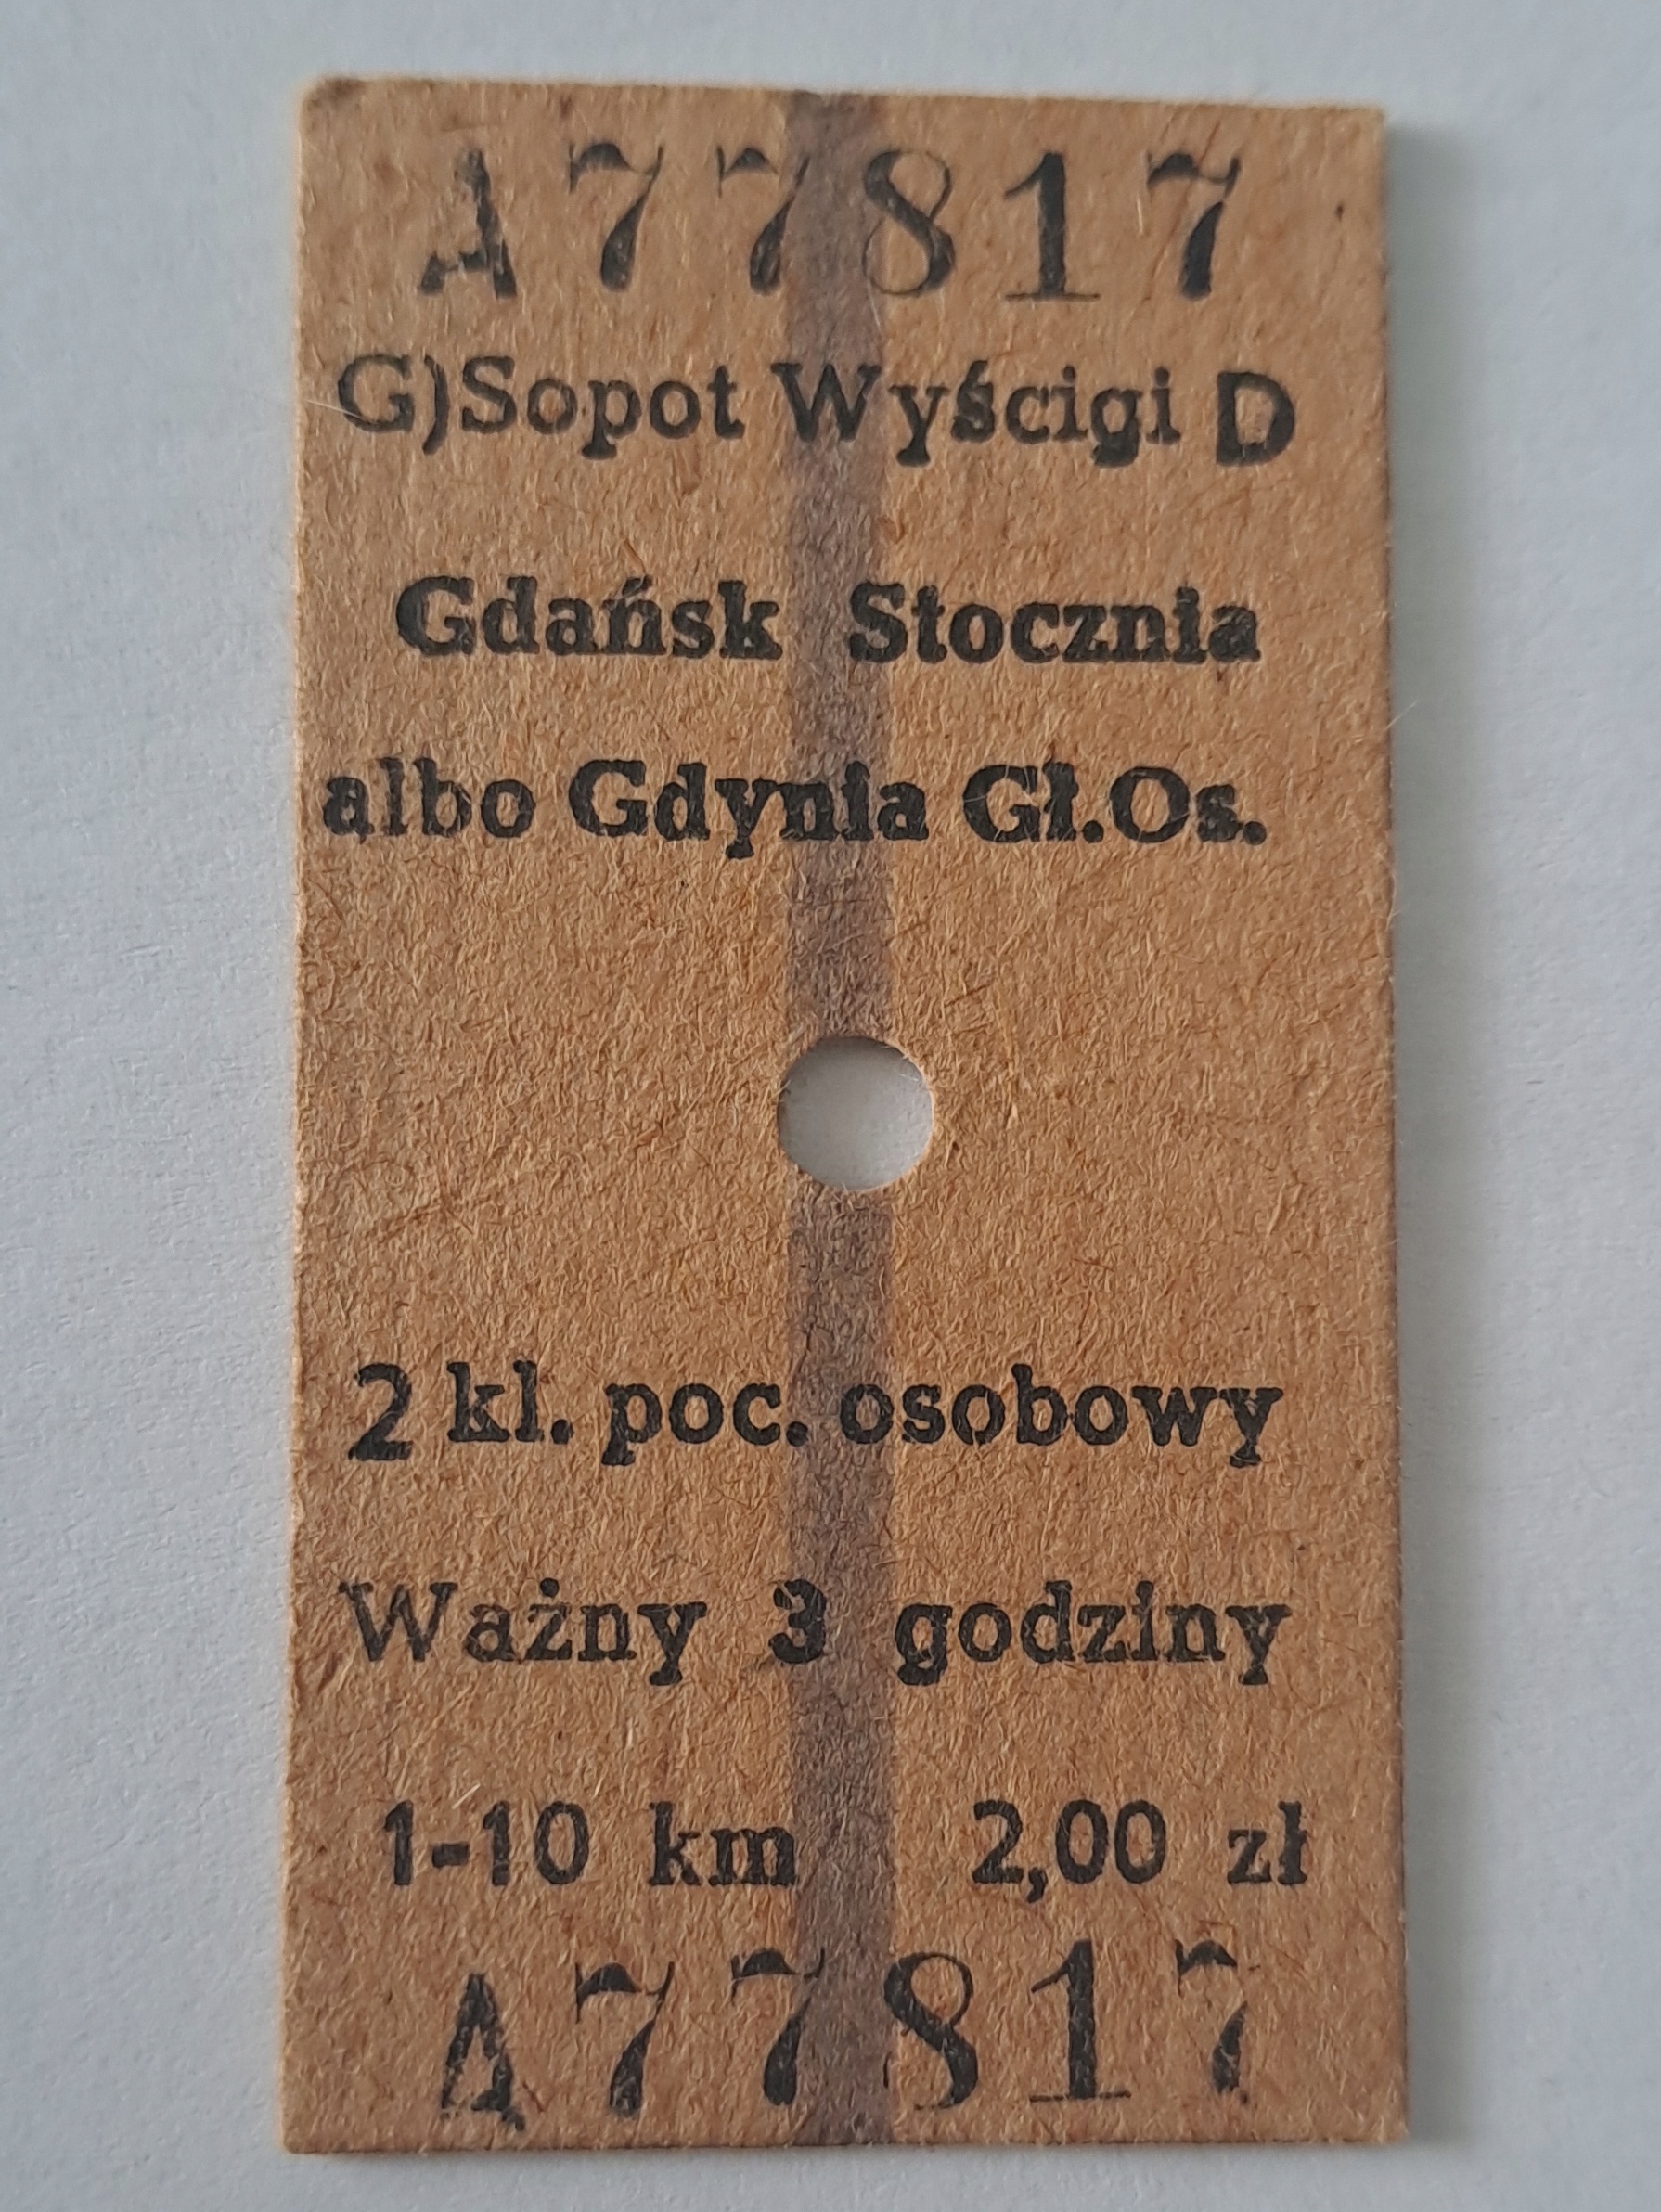 A77817
G)Sopot Wyścigi D
Gdańsk Stocznia
albo Gdynia Gł.Os.
2 kl. poc. osobowy
Ważny 3 godziny
1-10 km 2,00 zł
A77817